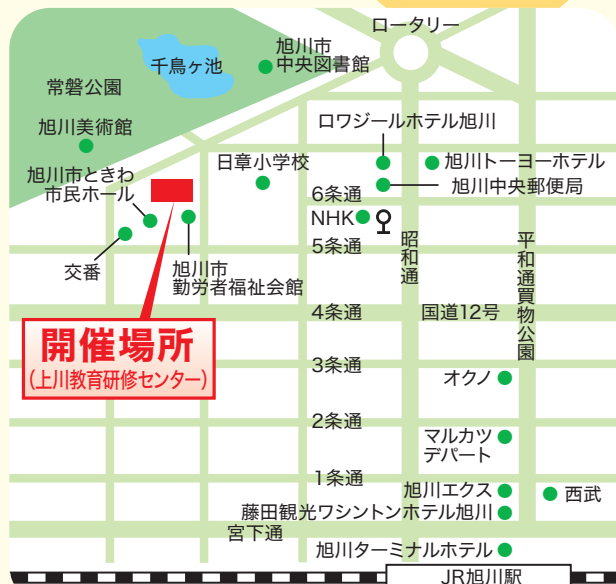 ロータリー
旭川市
中央図書館
千鳥ヶ池
常磐公園
旭川美術館
ロワジールホテル旭川
日章小学校
旭川トーヨーホテル
旭川市ときわ
市民ホール
旭川中央郵便局
6条通
NHK
5条通
昭和通
平和通買物公園
交番
旭川市
勤労者福祉会館
4条通
国道12号
開催場所
(上川教育研修センター)
3条通
オクノ
2条通
マルカツ
デパート
1条通
旭川エクス
西武
藤田観光ワシントンホテル旭川
宮下通
旭川ターミナルホテル
JR旭川駅